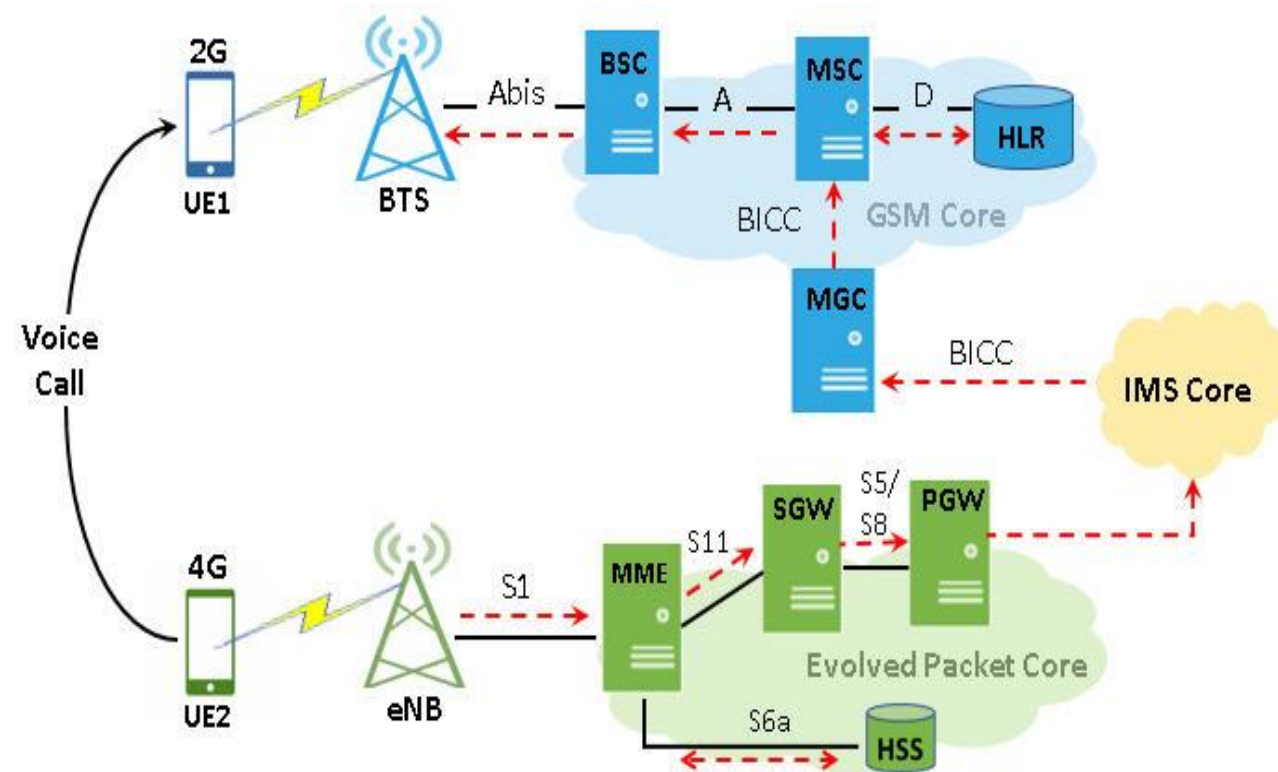 2G
UE1
BTS
Abis
BSC
A
MSC
D
HLR
GSM Core
BICC
MGC
BICC
IMS Core
Voice
Call
4G
UE2
eNB
S1
MME
S11
SGW
S5/
S8
PGW
Evolved Packet Core
S6a
HSS